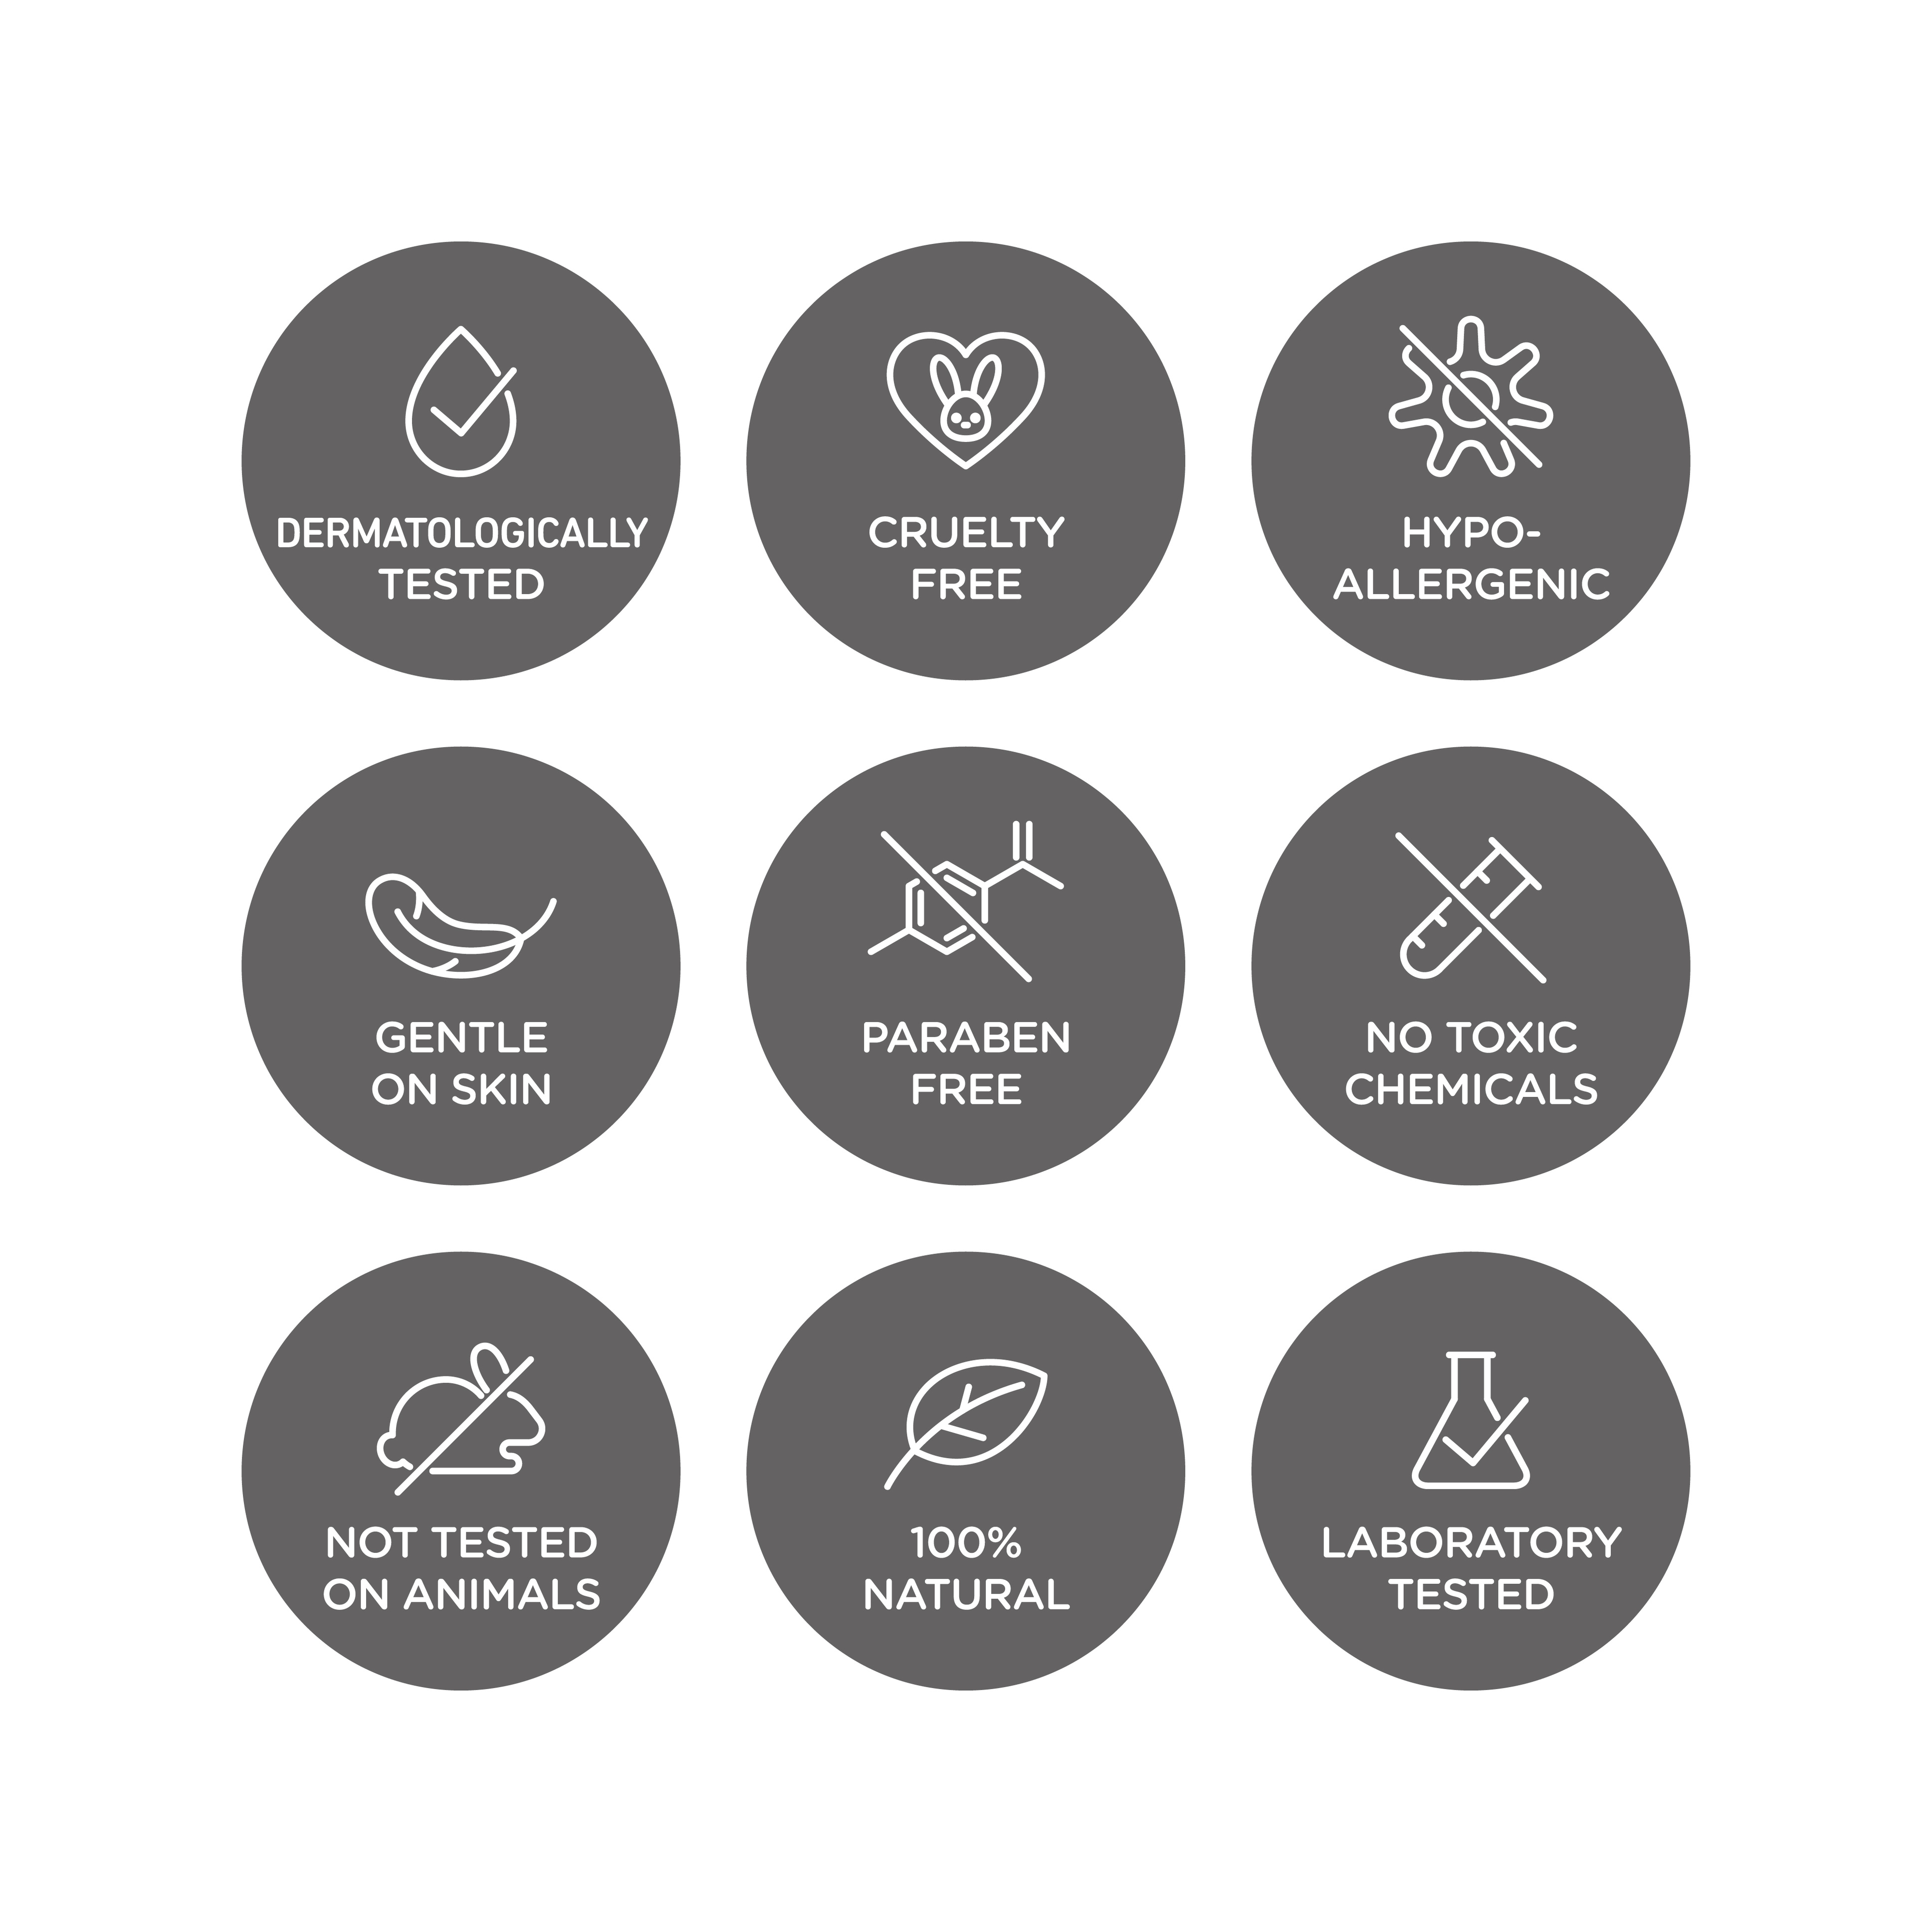 DERMATOLOGICALLY
TESTED
CRUELTY
FREE
HYPO-
ALLERGENIC
GENTLE
ON SKIN
PARABEN
FREE
NO TOXIC
CHEMICALS
NOT TESTED
ON ANIMALS
100%
NATURAL
LABORATORY
TESTED